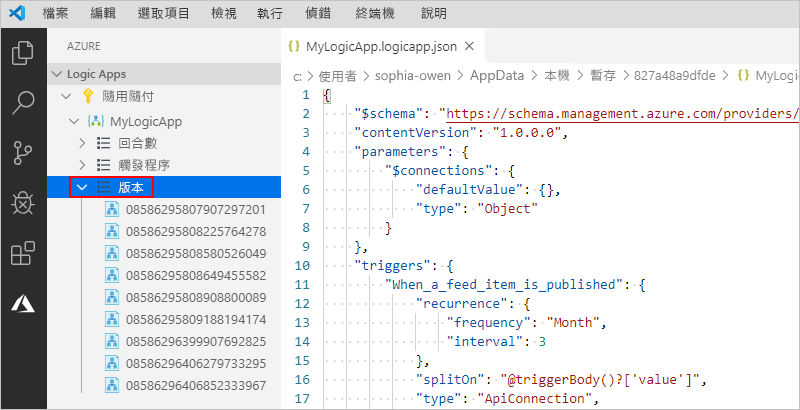 檔案 編輯 選取項目 檢視 執行 偵錯 終端機 說明
AZURE
Logic Apps
隨用隨付
MyLogicApp
回合數
觸發程序
版本
08586295807907297201
08586295808225764278
08586295808580526049
08586295808649455582
08586295808908800089
08586295809188194174
08586296399907692825
08586296406279733295
08586296406852333967
{} MyLogicApp.logicapp.json ×
c: > 使用者 > sophia-owen > AppData > 本機 > 暫存 > 827a48a9dfde > {} MyLogi
1 {
2 "$schema": "https://schema.management.azure.com/providers/
3 "contentVersion": "1.0.0.0",
4 "parameters": {
5 "$connections": {
6 "defaultValue": {},
7 "type": "Object"
8 }
9 },
10 "triggers": {
11 "When_a_feed_item_is_published": {
12 "recurrence": {
13 "frequency": "Month",
14 "interval": 3
15 },
16 "splitOn": "@triggerBody()?['value']",
17 "type": "ApiConnection",